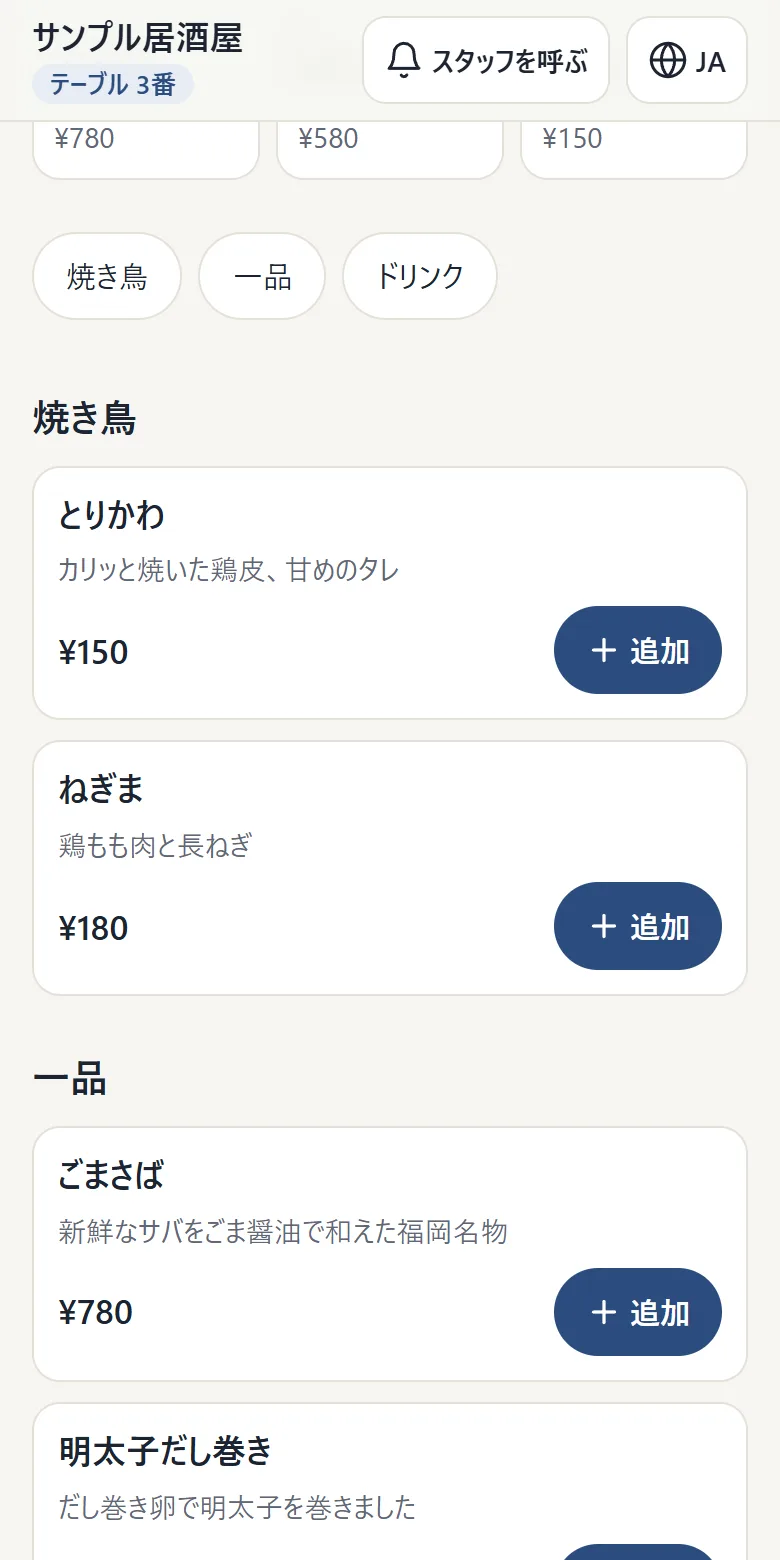 サンプル居酒屋
テーブル 3番
スタッフを呼ぶ
JA
¥780
¥580
¥150
焼き鳥
一品
ドリンク
焼き鳥
とりかわ
カリッと焼いた鶏皮、甘めのタレ
¥150
+ 追加
ねぎま
鶏もも肉と長ねぎ
¥180
+ 追加
一品
ごまさば
新鮮なサバをごま醤油で和えた福岡名物
¥780
+ 追加
明太子だし巻き
だし巻き卵で明太子を巻きました